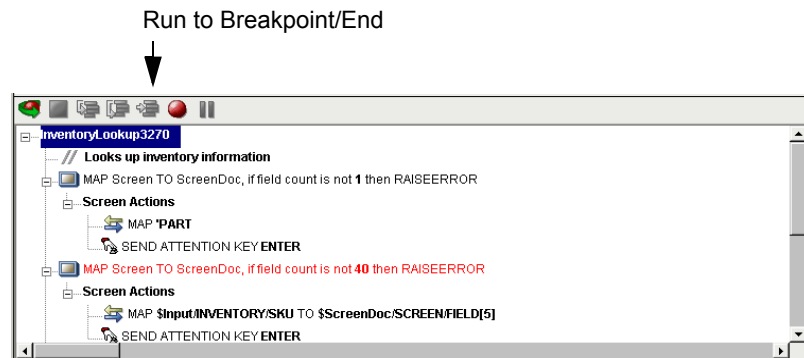 Run to Breakpoint/End
InventoryLookup3270
// Looks up inventory information
MAP Screen TO ScreenDoc, if field count is not 1 then RAISEERROR
Screen Actions
MAP 'PART
SEND ATTENTION KEY ENTER
MAP Screen TO ScreenDoc, if field count is not 40 then RAISEERROR
Screen Actions
MAP $Input/INVENTORY/SKU TO $ScreenDoc/SCREEN/FIELD[5]
SEND ATTENTION KEY ENTER